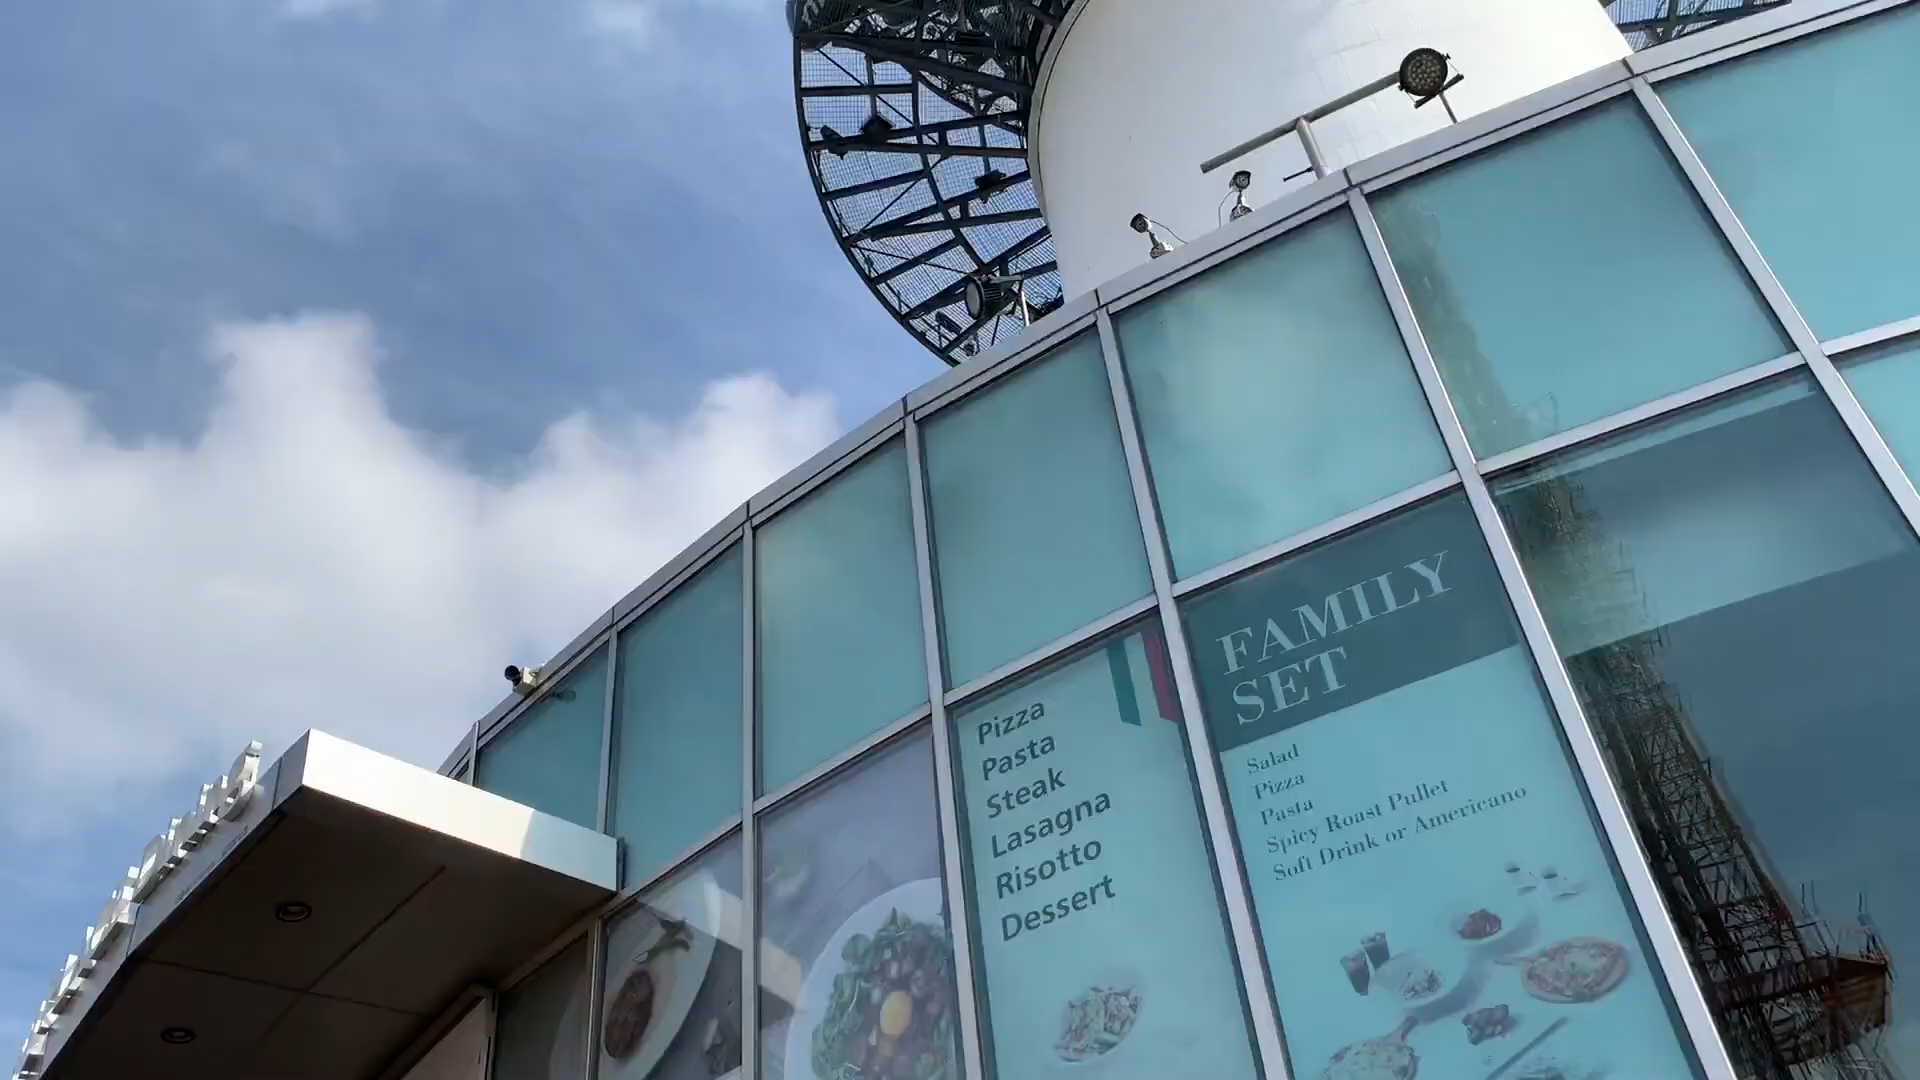 Pizza
Pasta
Steak
Lasagna
Risotto
Dessert
FAMILY
SET
Salad
Pizza
Pasta
Spicy Roast Pullet
Soft Drink or Americano